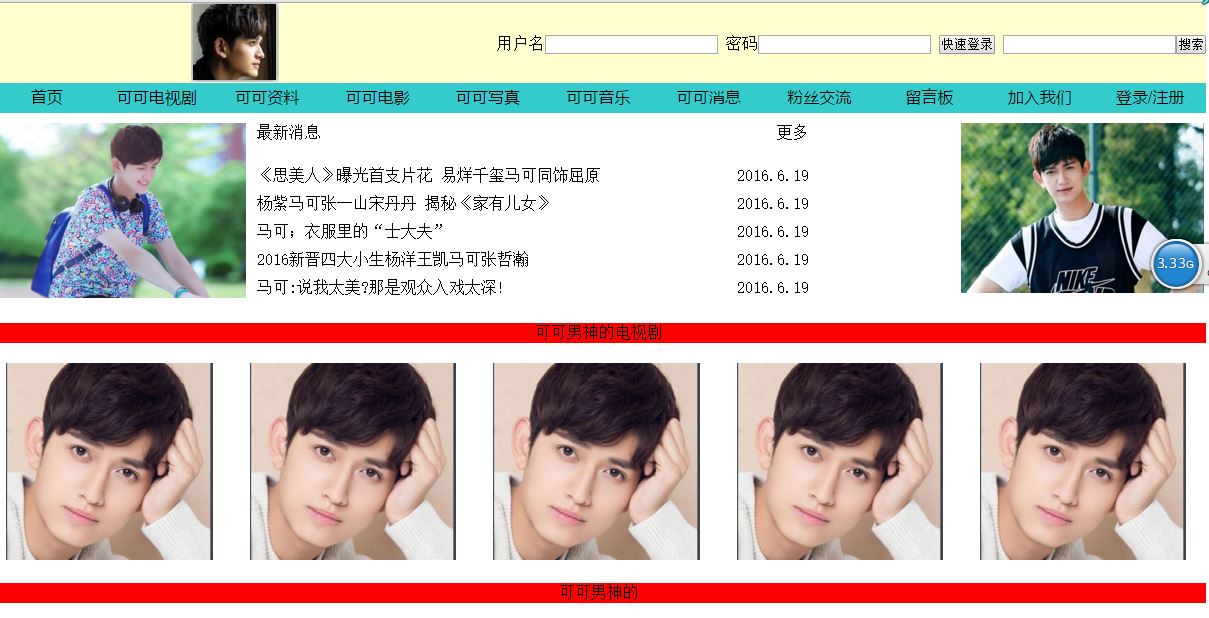 用户名 密码 快速登录 搜索
首页 可可电视剧 可可资料 可可电影 可可写真 可可音乐 可可消息 粉丝交流 留言板 加入我们 登录/注册
最新消息 更多
《思美人》曝光首支片花 易烊千玺马可同饰屈原 2016.6.19
杨紫马可张一山宋丹丹 揭秘《家有儿女》 2016.6.19
马可；衣服里的“士大夫” 2016.6.19
2016新晋四大小生杨洋王凯马可张哲瀚 2016.6.19
马可:说我太美?那是观众入戏太深! 2016.6.19
NIKE
3.33G
可可男神的电视剧
可可男神的